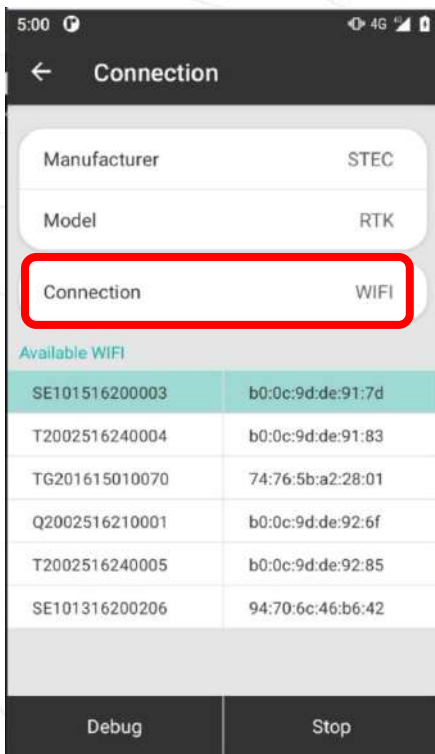 5:00 4G
Connection
Manufacturer STEC
Model RTK
Connection WIFI
Available WIFI
SE101516200003 b0:0c:9d:de:91:7d
T2002516240004 b0:0c:9d:de:91:83
TG201615010070 74:76:5b:a2:28:01
Q2002516210001 b0:0c:9d:de:92:6f
T2002516240005 b0:0c:9d:de:92:85
SE101316200206 94:70:6c:46:b6:42
Debug Stop